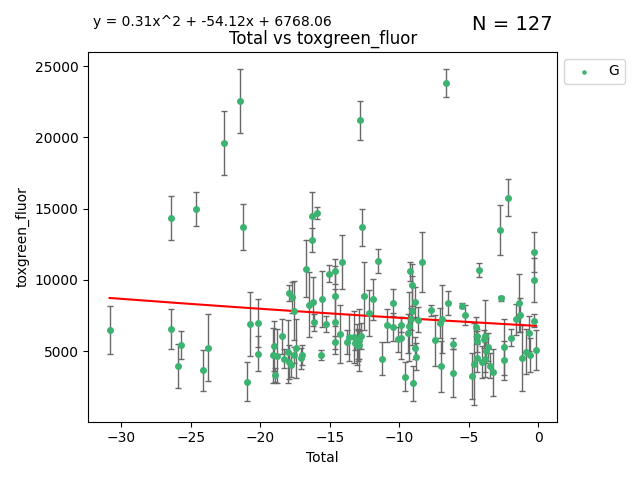 y = 0.31x^2 + -54.12x + 6768.06
N = 127
Total vs toxgreen_fluor
G
25000
20000
15000
10000
5000
toxgreen_fluor
−30
−25
−20
−15
−10
−5
0
Total